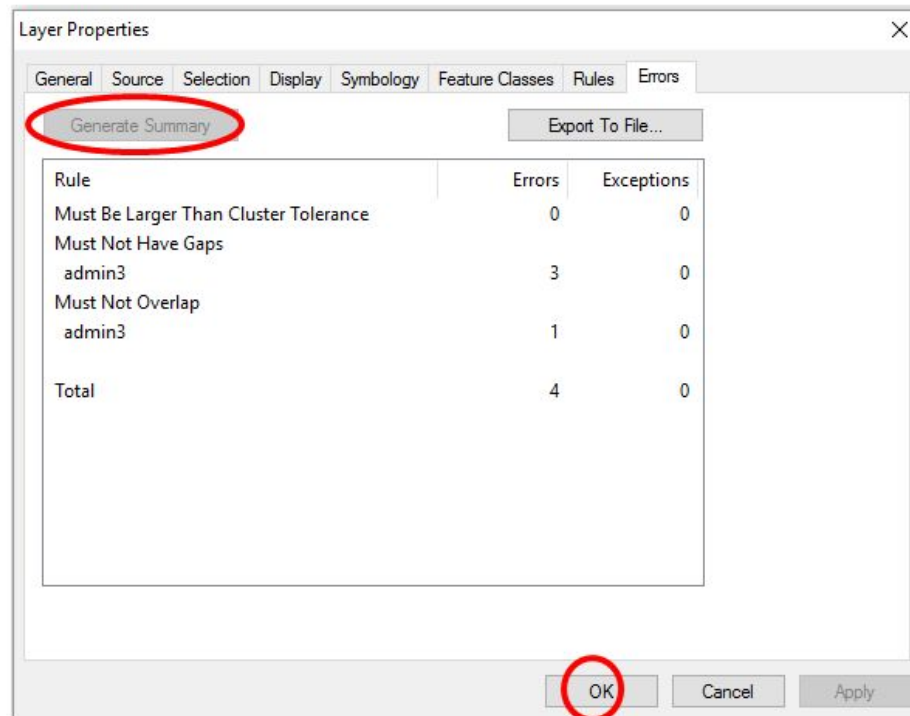 Layer Properties
General Source Selection Display Symbology Feature Classes Rules Errors
Generate Summary Export To File...
Rule Errors Exceptions
Must Be Larger Than Cluster Tolerance 0 0
Must Not Have Gaps
admin3 3 0
Must Not Overlap
admin3 1 0
Total 4 0
OK Cancel Apply